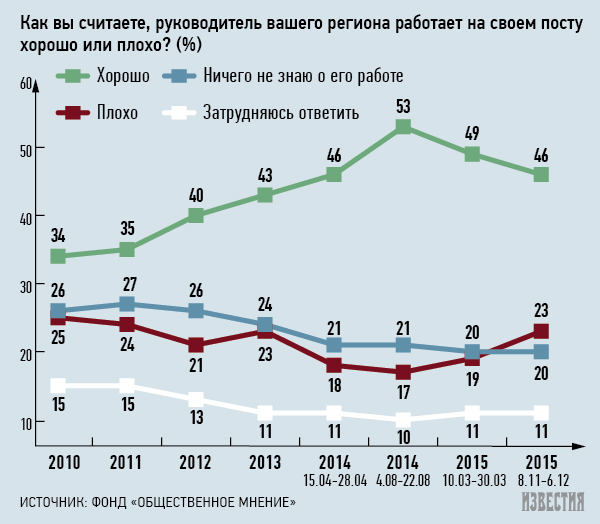 Как вы считаете, руководитель вашего региона работает на своем посту
хорошо или плохо? (%)
Хорошо
Ничего не знаю о его работе
Плохо
Затрудняюсь ответить
60
50
40
30
20
10
34 35 40 43 46 53 49 46
26 27 26 24 21 21 20 23
25 24 21 23 18 17 19 20
15 15 13 11 11 10 11 11
2010 2011 2012 2013 2014 2014 2015 2015
15.04–28.04 4.08–22.08 10.03–30.03 8.11–6.12
ИСТОЧНИК: ФОНД «ОБЩЕСТВЕННОЕ МНЕНИЕ»
ИЗВЕСТИЯ